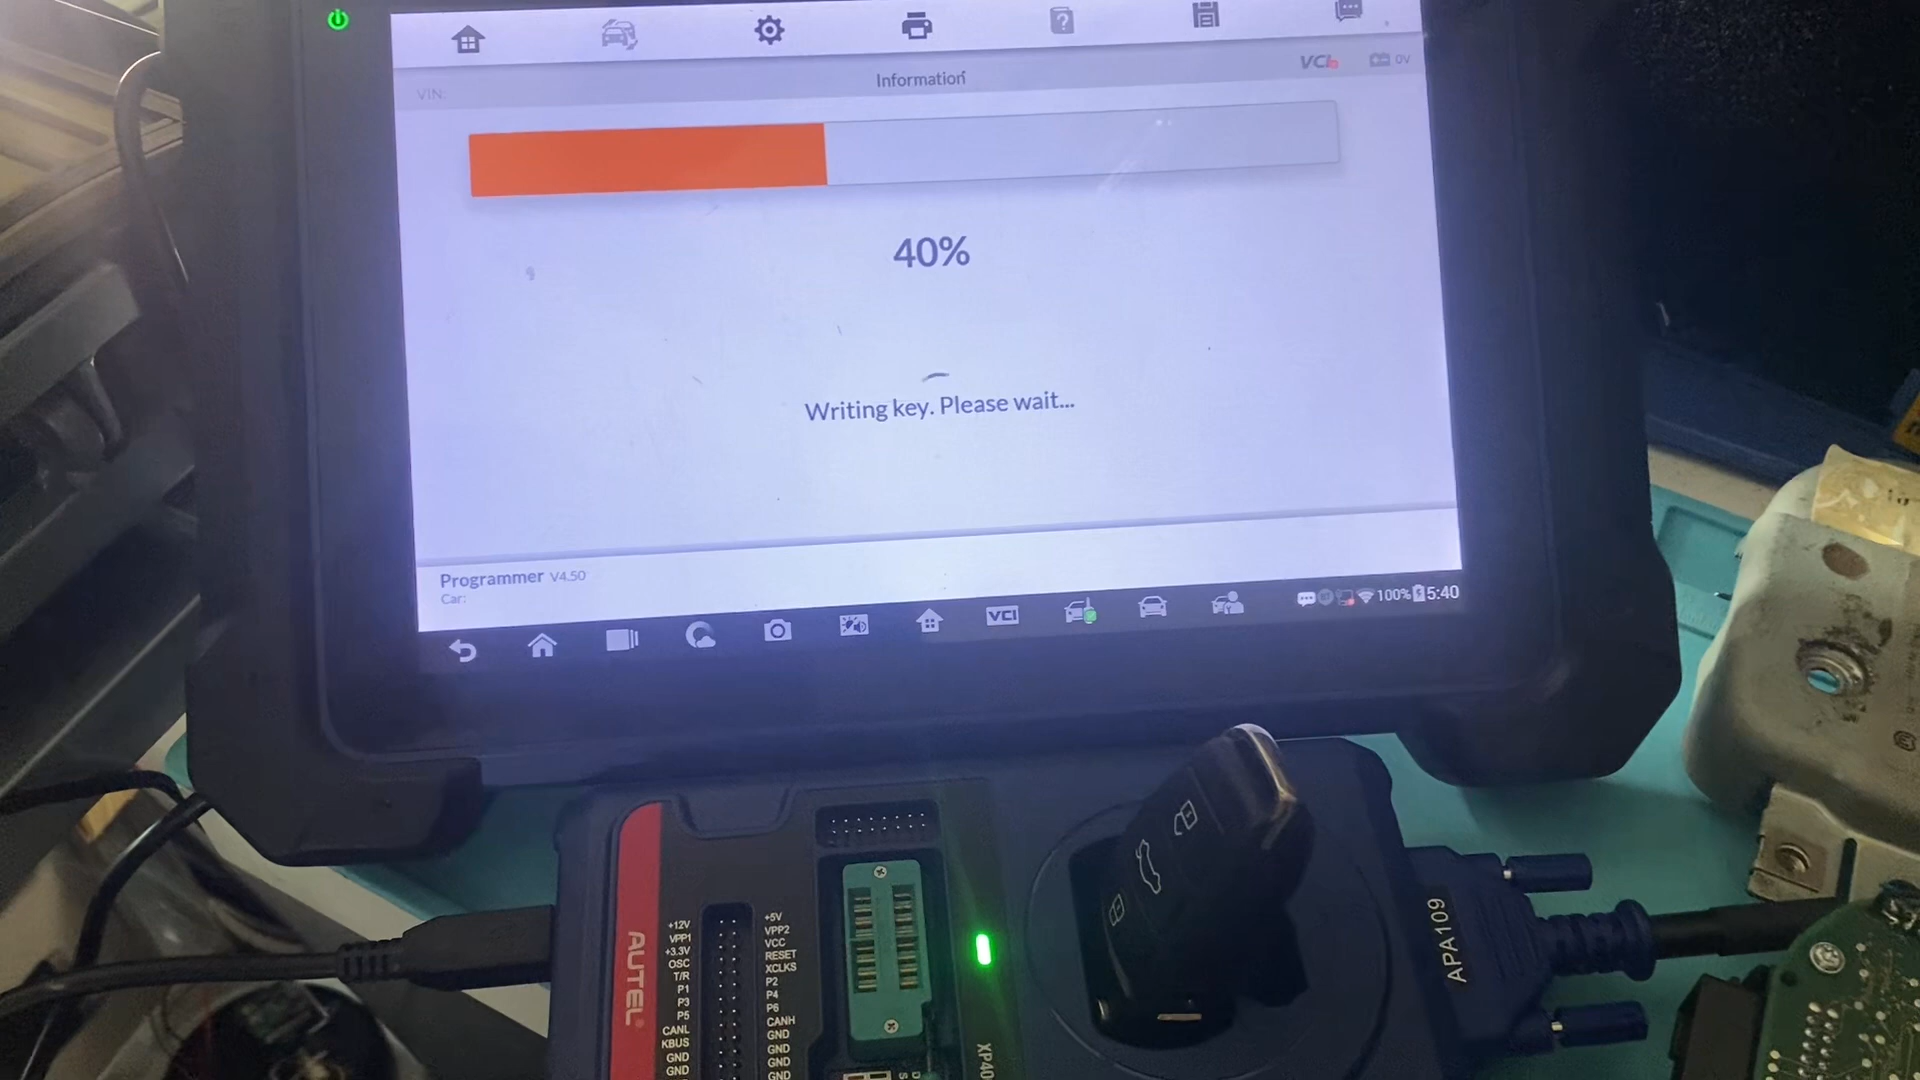 VCI
0V
VIN:
Information
40%
Writing key. Please wait...
Programmer V4.50
Car:
VCI
100% 5:40
AUTEL
+12V
VPP1
+3.3V
OSC
T/R
P1
P3
P5
CANL
KBUS
GND
GND
+5V
VPP2
VCC
RESET
XCLKS
P2
P4
P6
CANH
GND
GND
GND
XP40
APA109